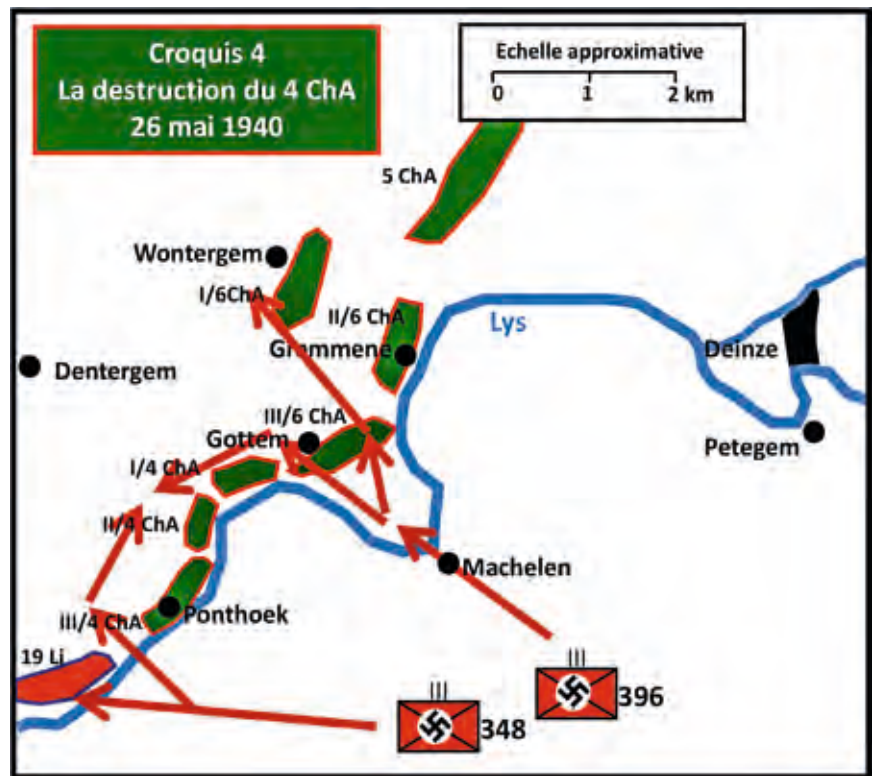 Croquis 4
La destruction du 4 ChA
26 mai 1940
Echelle approximative
0 1 2 km
5 ChA
Wontergem
I/6ChA
II/6 ChA
Lys
Grammene
Deinze
Dentergem
III/6 ChA
Gottem
Petegem
I/4 ChA
II/4 ChA
Machelen
III/4 ChA
Ponthoek
19 Li
III
396
III
348